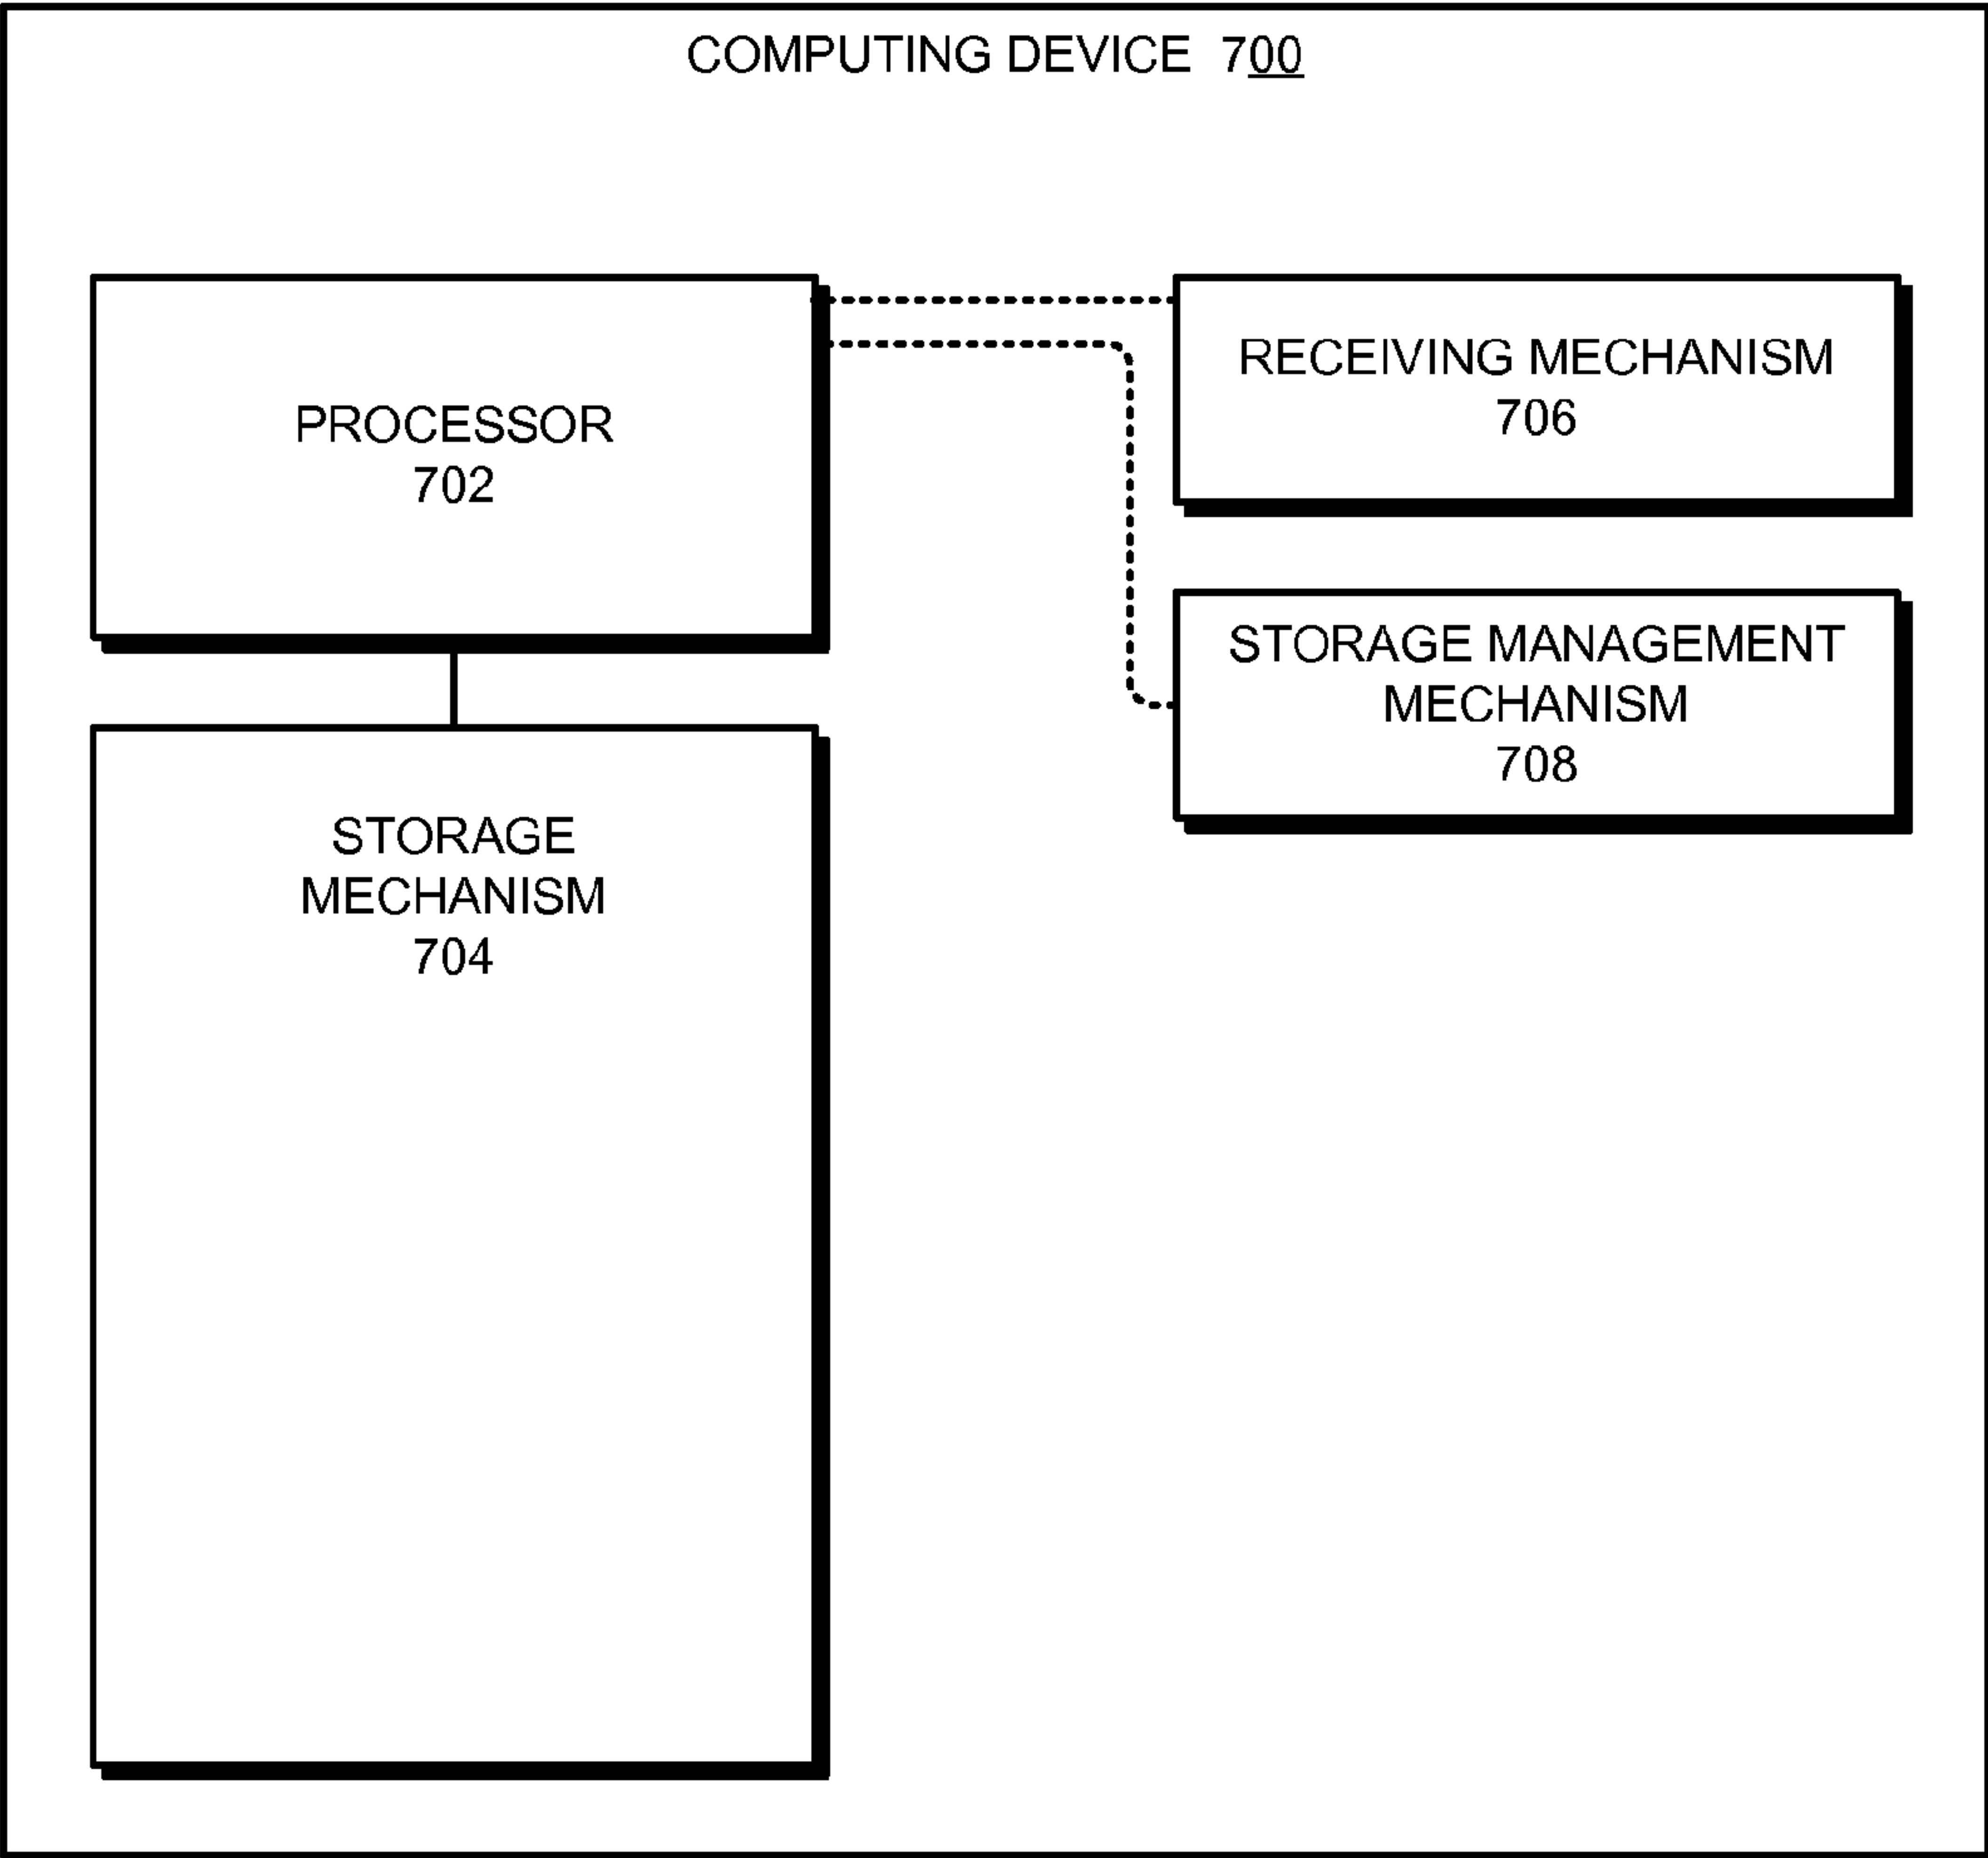 COMPUTING DEVICE 700
PROCESSOR
702
RECEIVING MECHANISM
706
STORAGE MANAGEMENT
MECHANISM
708
STORAGE
MECHANISM
704